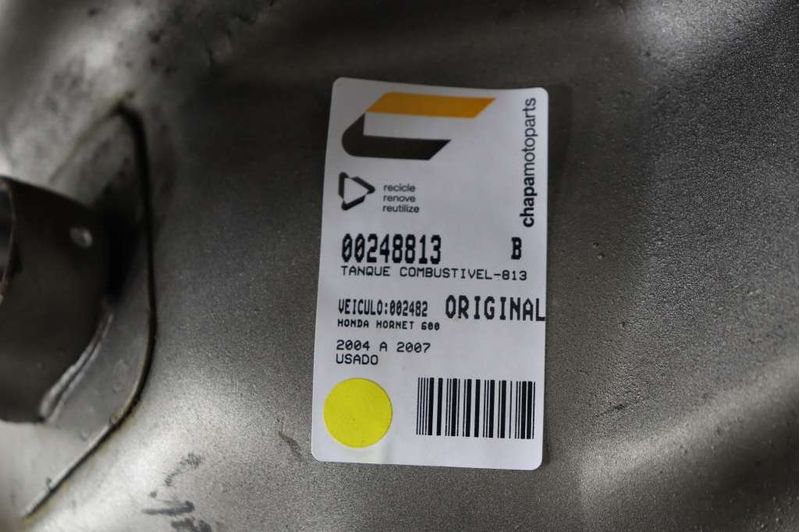 chapamotoparts
recicle
renove
reutilize
00248813 B
TANQUE COMBUSTIVEL-813
VEICULO:002482 ORIGINAL
HONDA HORNET 600
2004 A 2007
USADO